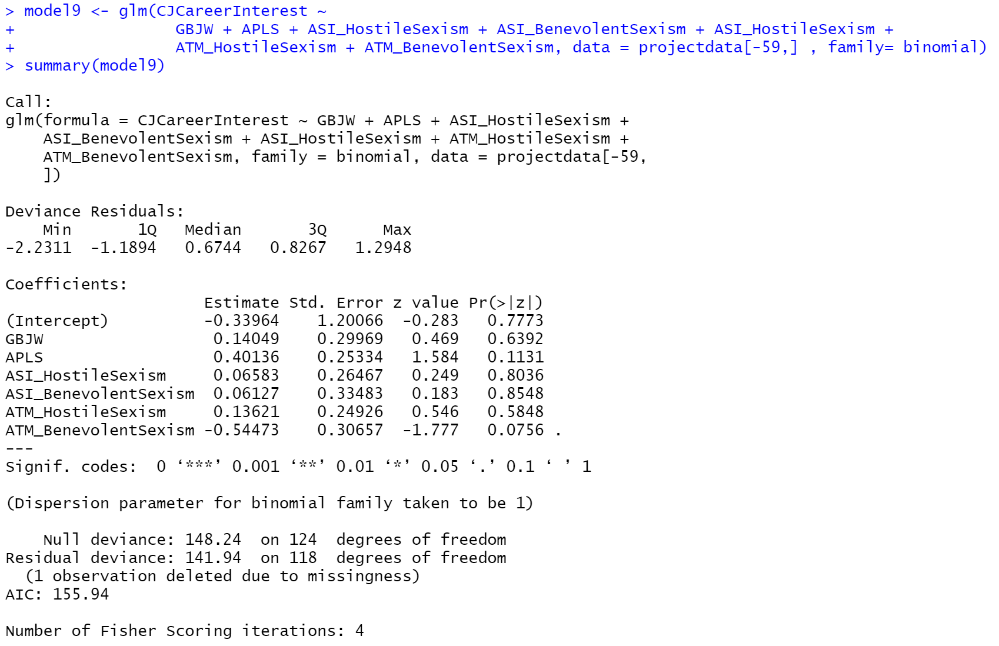 > model9 <- glm(CJCareerInterest ~
+                 GBJW + APLS + ASI_HostileSexism + ASI_BenevolentSexism + ASI_HostileSexism +
+                 ATM_HostileSexism + ATM_BenevolentSexism, data = projectdata[-59,] , family= binomial)
> summary(model9)

Call:
glm(formula = CJCareerInterest ~ GBJW + APLS + ASI_HostileSexism +
    ASI_BenevolentSexism + ASI_HostileSexism + ATM_HostileSexism +
    ATM_BenevolentSexism, family = binomial, data = projectdata[-59,
    ])

Deviance Residuals:
    Min       1Q   Median       3Q      Max
-2.2311  -1.1894   0.6744   0.8267   1.2948

Coefficients:
                     Estimate Std. Error z value Pr(>|z|)
(Intercept)          -0.33964    1.20066  -0.283   0.7773
GBJW                  0.14049    0.29969   0.469   0.6392
APLS                  0.40136    0.25334   1.584   0.1131
ASI_HostileSexism     0.06583    0.26467   0.249   0.8036
ASI_BenevolentSexism  0.06127    0.33483   0.183   0.8548
ATM_HostileSexism     0.13621    0.24926   0.546   0.5848
ATM_BenevolentSexism -0.54473    0.30657  -1.777   0.0756 .
---
Signif. codes:  0 ‘***’ 0.001 ‘**’ 0.01 ‘*’ 0.05 ‘.’ 0.1 ‘ ’ 1

(Dispersion parameter for binomial family taken to be 1)

    Null deviance: 148.24  on 124  degrees of freedom
Residual deviance: 141.94  on 118  degrees of freedom
  (1 observation deleted due to missingness)
AIC: 155.94

Number of Fisher Scoring iterations: 4